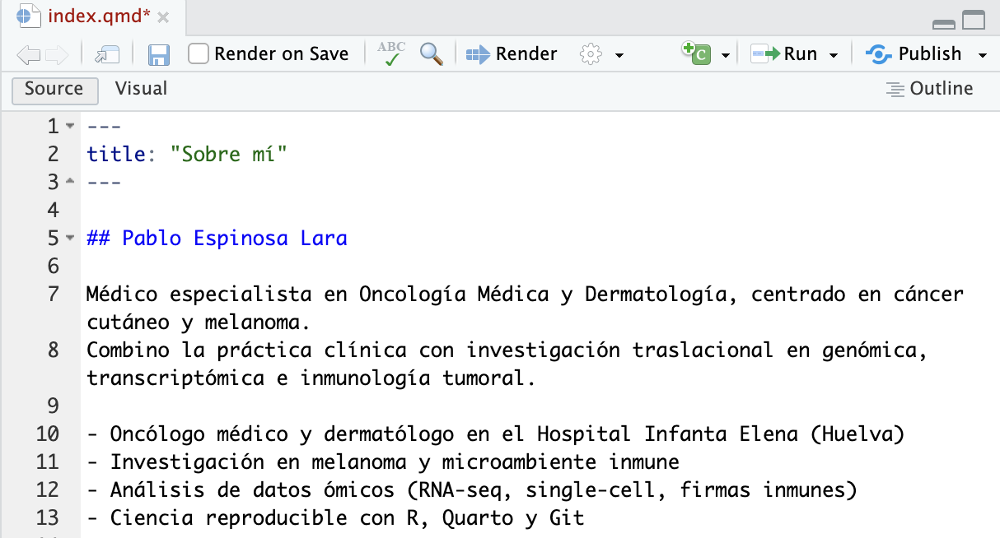 index.qmd*
Render on Save
ABC
Render
C
Run
Publish
Source
Visual
Outline
1 ---
2 title: "Sobre mí"
3 ---
4
5 ## Pablo Espinosa Lara
6
7 Médico especialista en Oncología Médica y Dermatología, centrado en cáncer
cutáneo y melanoma.
8 Combino la práctica clínica con investigación traslacional en genómica,
transcriptómica e inmunología tumoral.
9
10 - Oncólogo médico y dermatólogo en el Hospital Infanta Elena (Huelva)
11 - Investigación en melanoma y microambiente inmune
12 - Análisis de datos ómicos (RNA-seq, single-cell, firmas inmunes)
13 - Ciencia reproducible con R, Quarto y Git